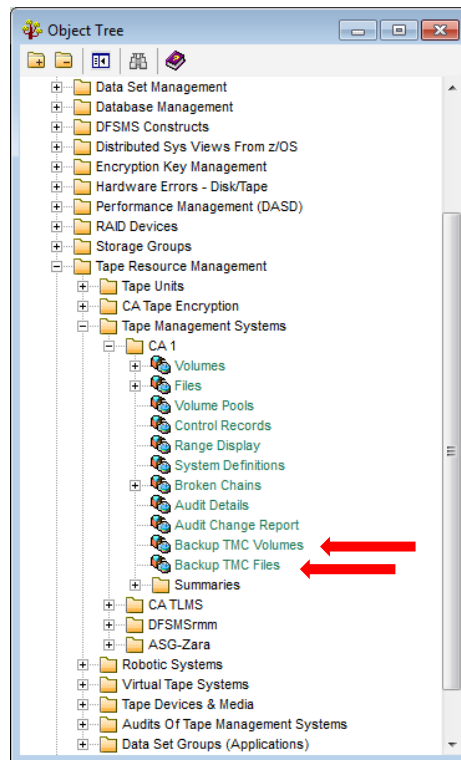 Object Tree
Data Set Management
Database Management
DFSMS Constructs
Distributed Sys Views From z/OS
Encryption Key Management
Hardware Errors - Disk/Tape
Performance Management (DASD)
RAID Devices
Storage Groups
Tape Resource Management
Tape Units
CA Tape Encryption
Tape Management Systems
CA 1
Volumes
Files
Volume Pools
Control Records
Range Display
System Definitions
Broken Chains
Audit Details
Audit Change Report
Backup TMC Volumes
Backup TMC Files
Summaries
CA TLMS
DFSMSrmm
ASG-Zara
Robotic Systems
Virtual Tape Systems
Tape Devices & Media
Audits Of Tape Management Systems
Data Set Groups (Applications)